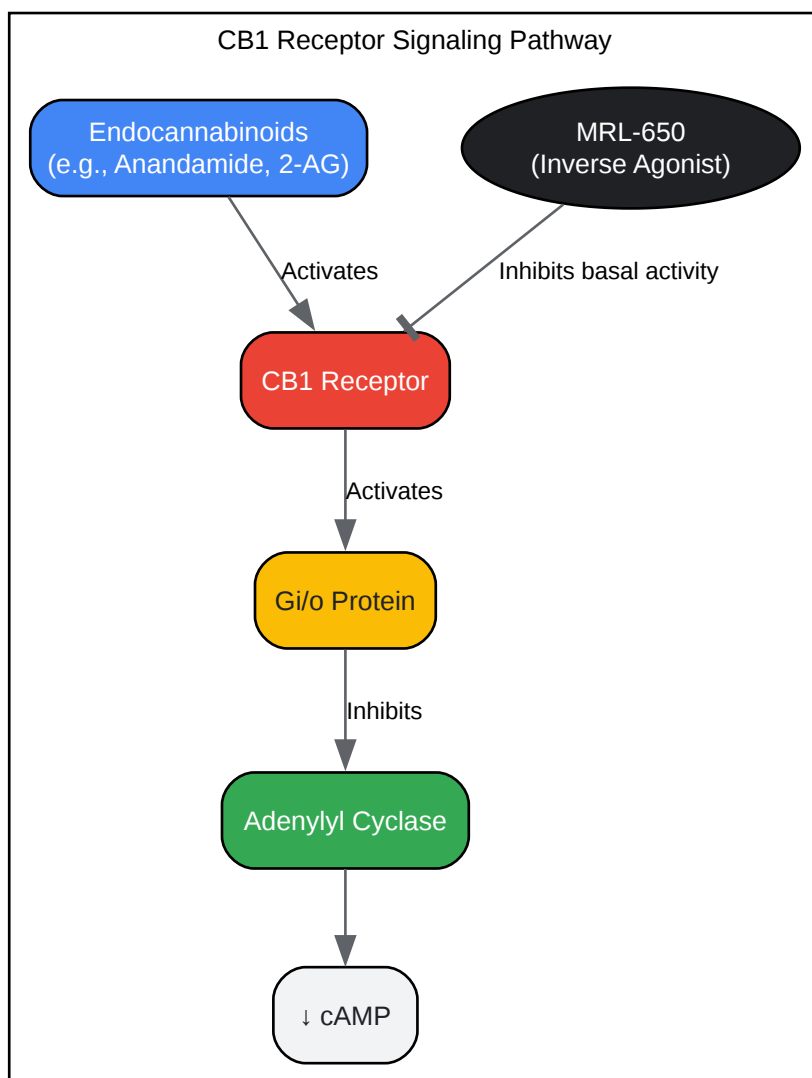 CB1 Receptor Signaling Pathway
Endocannabinoids
(e.g., Anandamide, 2-AG)
MRL-650
(Inverse Agonist)
Activates
Inhibits basal activity
CB1 Receptor
Activates
Gi/o Protein
Inhibits
Adenylyl Cyclase
↓ cAMP